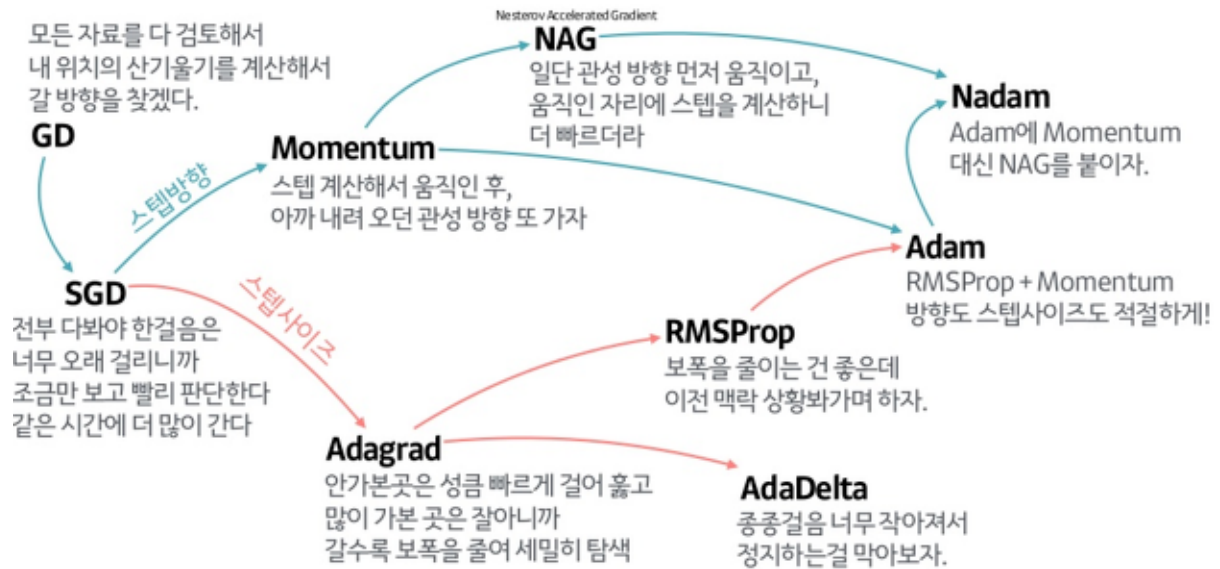 모든 자료를 다 검토해서
내 위치의 산기울기를 계산해서
갈 방향을 찾겠다.
GD
Nesterov Accelerated Gradient
NAG
일단 관성 방향 먼저 움직이고,
움직인 자리에 스텝을 계산하니
더 빠르더라
Nadam
Adam에 Momentum
대신 NAG를 붙이자.
Momentum
스텝 계산해서 움직인 후,
아까 내려 오던 관성 방향 또 가자
스텝방향
Adam
RMSProp + Momentum
방향도 스텝사이즈도 적절하게!
SGD
전부 다봐야 한걸음은
너무 오래 걸리니까
조금만 보고 빨리 판단한다
같은 시간에 더 많이 간다
스텝사이즈
RMSProp
보폭을 줄이는 건 좋은데
이전 맥락 상황봐가며 하자.
Adagrad
안가본곳은 성큼 빠르게 걸어 훓고
많이 가본 곳은 잘아니까
갈수록 보폭을 줄여 세밀히 탐색
AdaDelta
종종걸음 너무 작아져서
정지하는걸 막아보자.